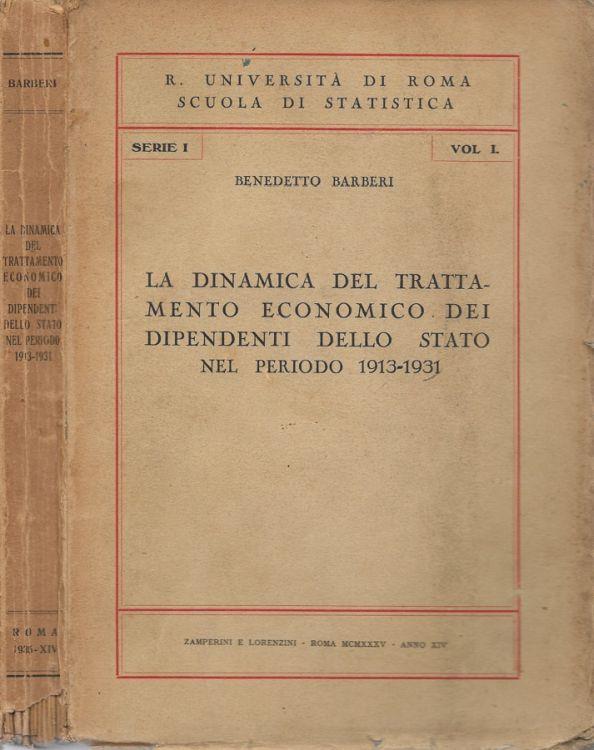 BARBERI
LA DINAMICA
DEL
TRATTAMENTO
ECONOMICO
DEI
DIPENDENTI
DELLO STATO
NEL PERIODO
1913-1931
ROMA
1935-XIV
R. UNIVERSITÀ DI ROMA
SCUOLA DI STATISTICA
SERIE I
VOL I.
BENEDETTO BARBERI
LA DINAMICA DEL TRATTA-
MENTO ECONOMICO DEI
DIPENDENTI DELLO STATO
NEL PERIODO 1913-1931
ZAMPERINI E LORENZINI - ROMA MCMXXXV - ANNO XIV